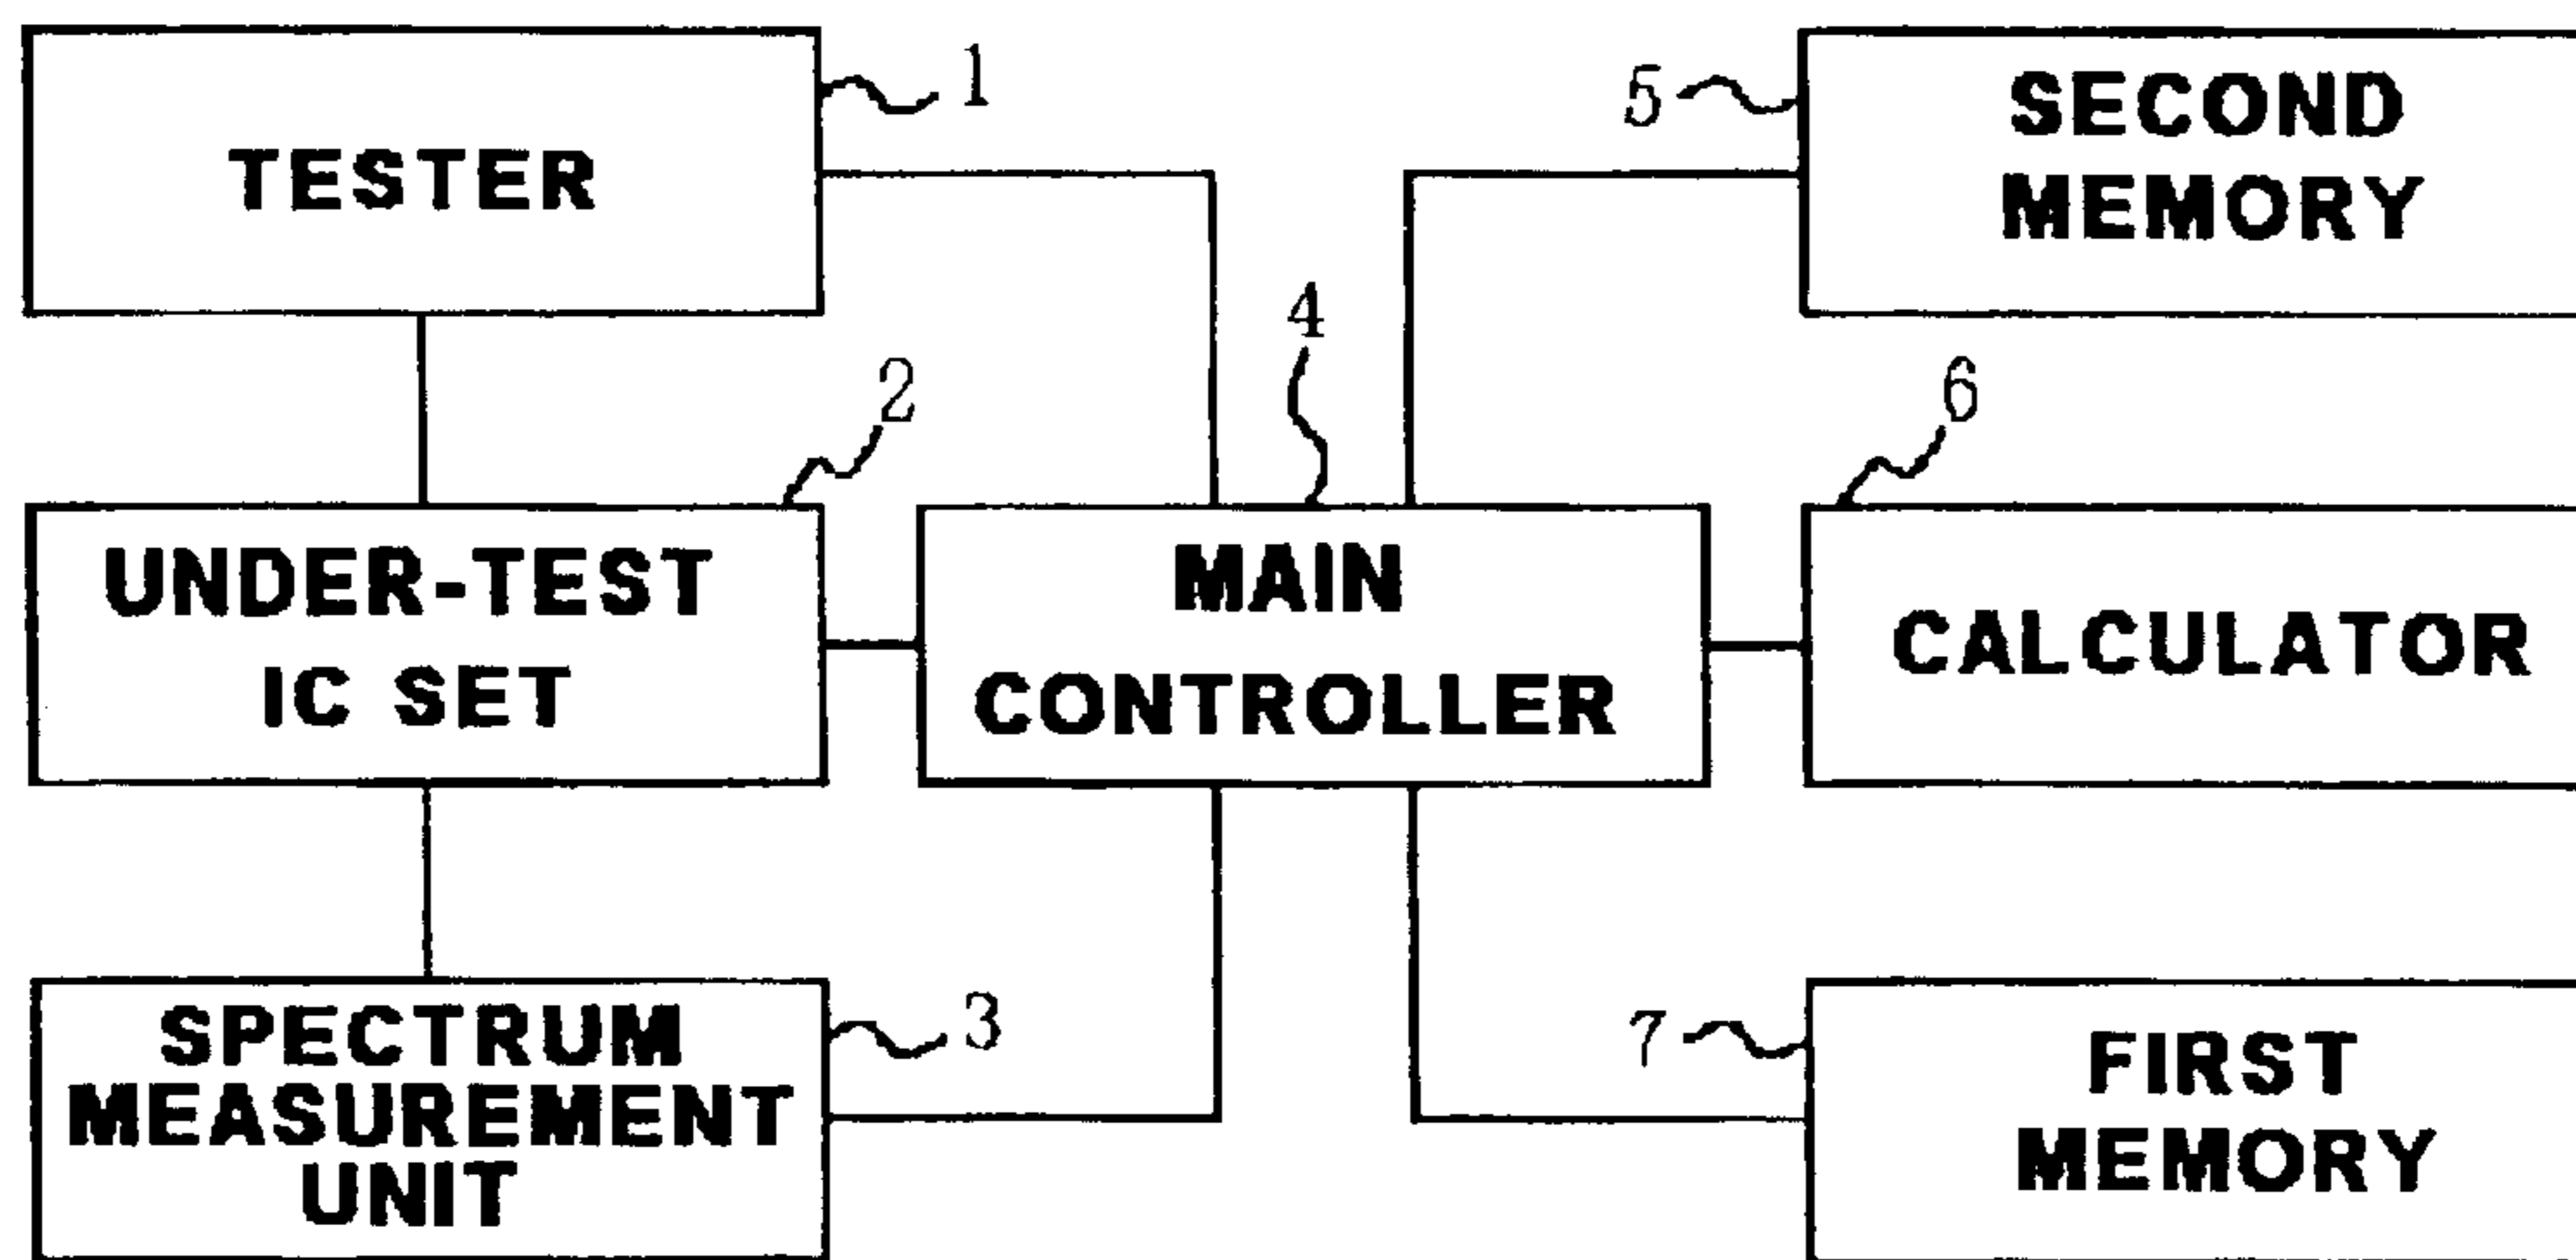 1
TESTER
5
SECOND
MEMORY
4
2
UNDER-TEST
IC SET
MAIN
CONTROLLER
6
CALCULATOR
3
SPECTRUM
MEASUREMENT
UNIT
7
FIRST
MEMORY